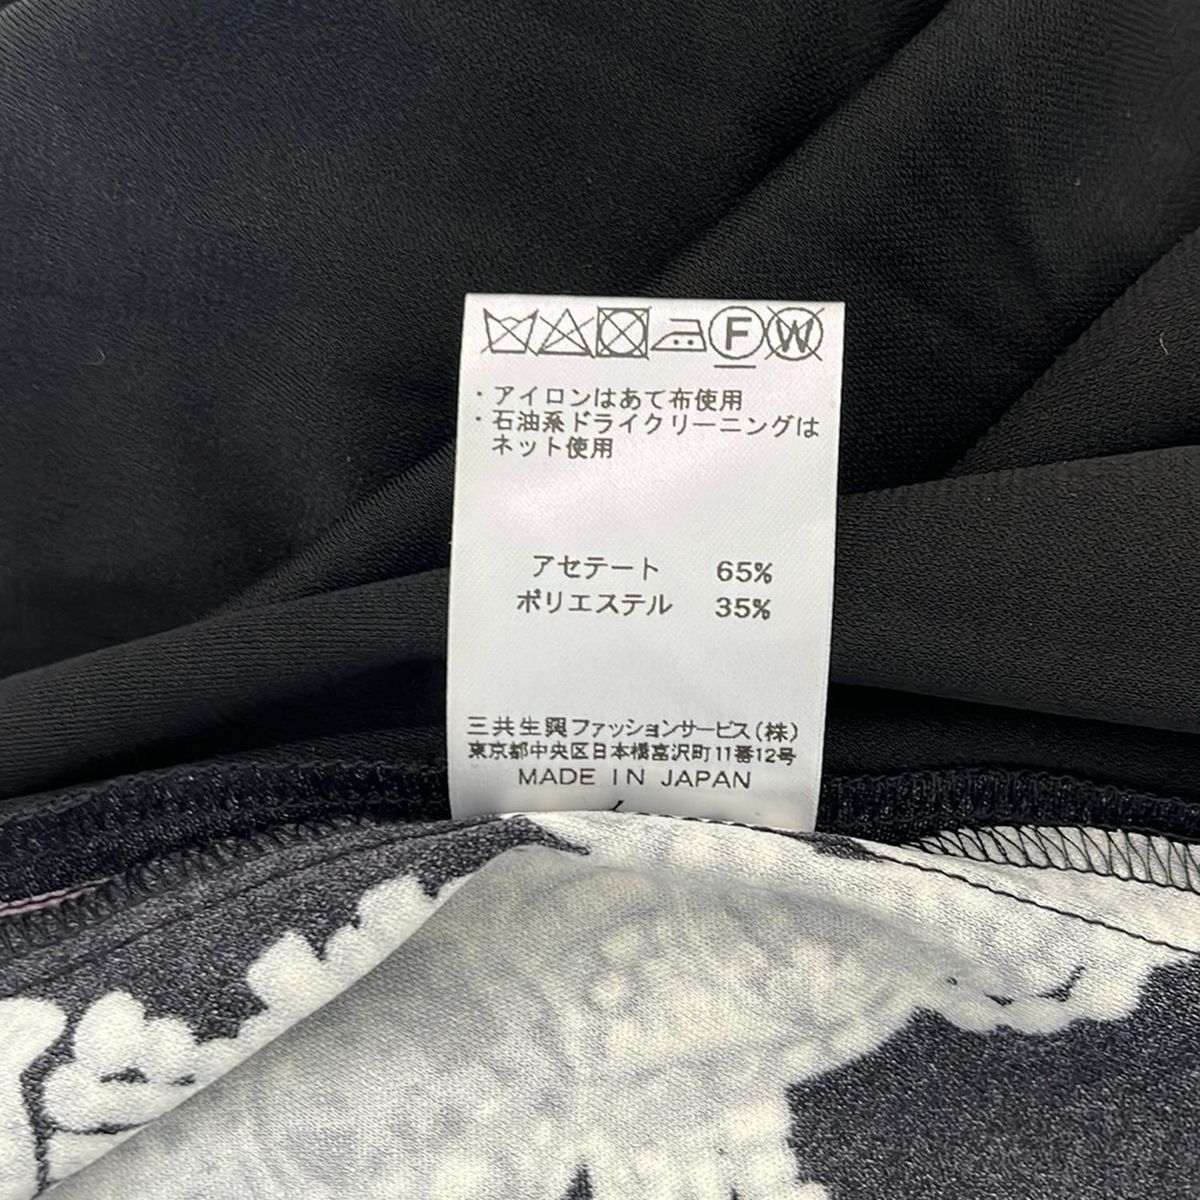 F W
・アイロンはあて布使用
・石油系ドライクリーニングは
ネット使用
アセテート 65%
ポリエステル 35%
三共生興ファッションサービス(株)
東京都中央区日本橋富沢町11番12号
MADE IN JAPAN